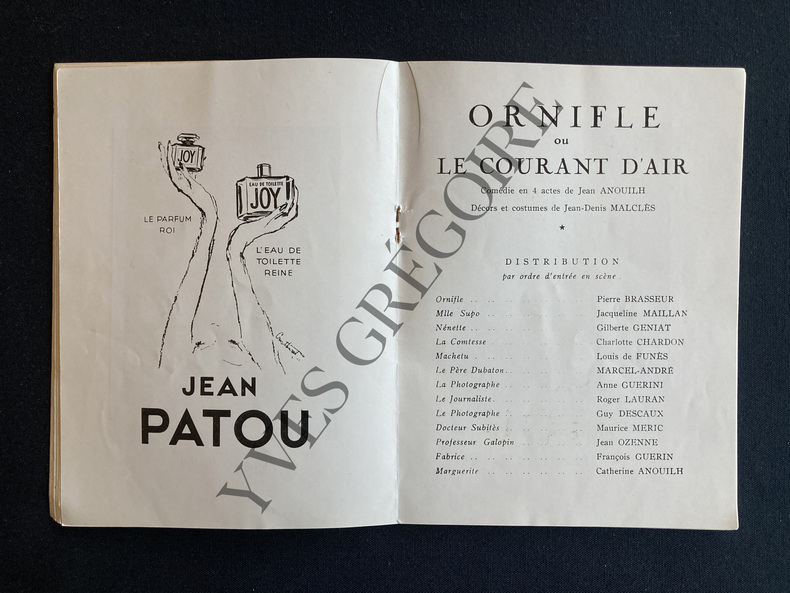 JOY
EAU DE TOILETTE
JOY
LE PARFUM
ROI
L'EAU DE
TOILETTE
REINE
JEAN
PATOU
ORNIFLE
ou
LE COURANT D'AIR
Comédie en 4 actes de Jean ANOUILH
Décors et costumes de Jean-Denis MALCLÈS
DISTRIBUTION
par ordre d'entrée en scène
Ornifle Pierre BRASSEUR
Mlle Supo Jacqueline MAILLAN
Nénette Gilberte GENIAT
La Comtesse Charlotte CHARDON
Machetu Louis de FUNÈS
Le Père Dubaton MARCEL-ANDRÉ
La Photographe Anne GUERINI
Le Journaliste Roger LAURAN
Le Photographe Guy DESCAUX
Docteur Subitès Maurice MERIC
Professeur Galopin Jean OZENNE
Fabrice François GUERIN
Marguerite Catherine ANOUILH
YVES GRÉGOIRE